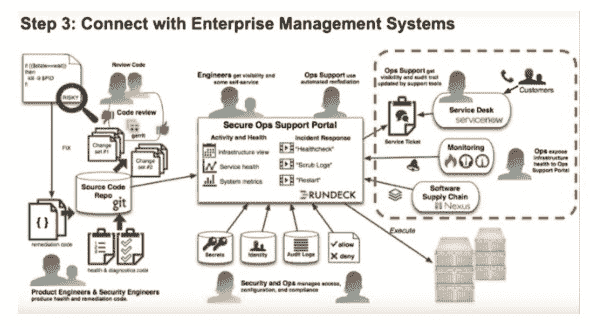 Step 3: Connect with Enterprise Management Systems
then
kill -9 $PID
fi
RISKY
Review Code
Code review
gerrit
Change
set #1
Change
set #2
FIX
Source Code
Repo
git
{ }
remediation code
health & diagnostics code
Product Engineers & Security Engineers
produce health and remediation code.
Engineers get visibility and
some self-service
Ops Support use
automated remediation
Secure Ops Support Portal
Activity and Health
Infrastructure view
Service health
System metrics
Incident Response
"Healthcheck"
"Scrub Logs"
"Restart"
RUNDECK
Secrets
Identity
Audit Logs
allow
deny
Security and Ops manages access,
configuration, and compliance
Ops Support get
visibility and audit trail
updated by support tools
Service Ticket
Customers
Service Desk
servicenow
Monitoring
Ops expose
infrastructure
health to Ops
Support Portal
Software
Supply Chain
Nexus
Execute